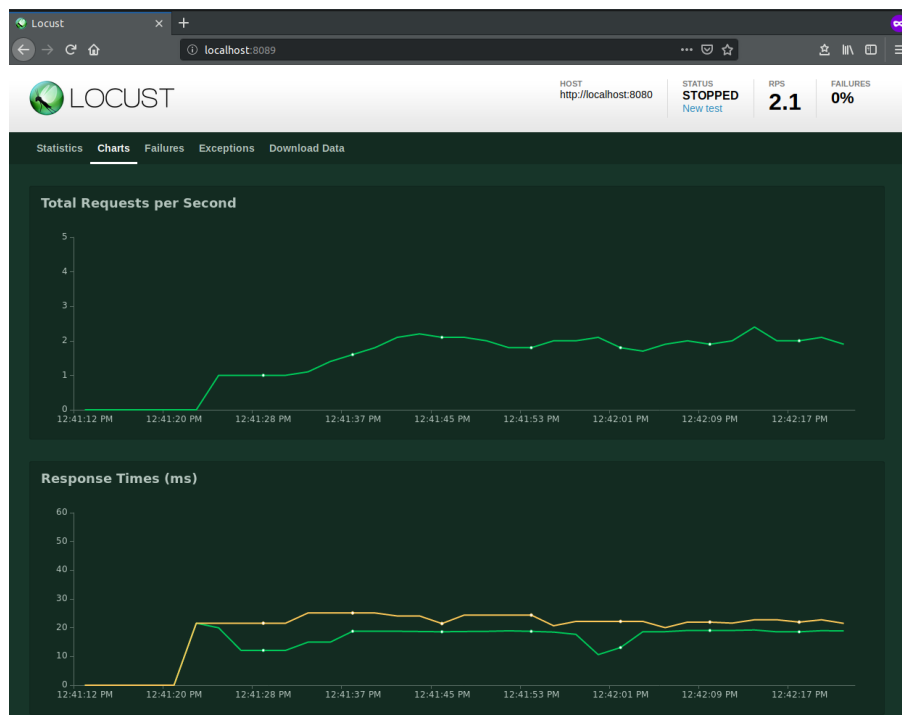 Locust
localhost:8089
LOCUST
HOST
http://localhost:8080
STATUS
STOPPED
New test
RPS
2.1
FAILURES
0%
Statistics Charts Failures Exceptions Download Data
Total Requests per Second
5
4
3
2
1
0
12:41:12 PM 12:41:20 PM 12:41:28 PM 12:41:37 PM 12:41:45 PM 12:41:53 PM 12:42:01 PM 12:42:09 PM 12:42:17 PM
Response Times (ms)
60
50
40
30
20
10
0
12:41:12 PM 12:41:20 PM 12:41:28 PM 12:41:37 PM 12:41:45 PM 12:41:53 PM 12:42:01 PM 12:42:09 PM 12:42:17 PM